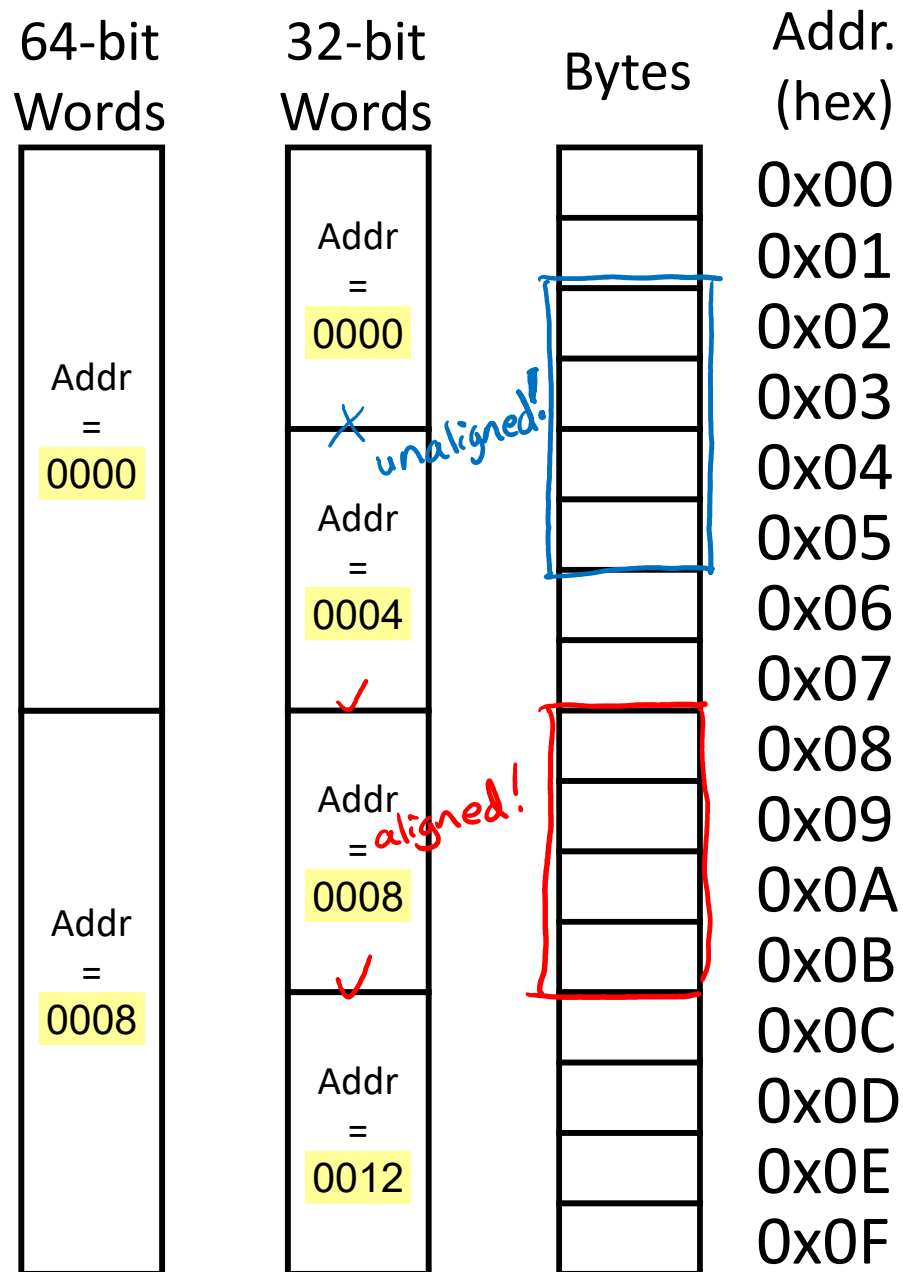 64-bit
Words
32-bit
Words
Bytes
Addr.
(hex)
Addr
=
0000
Addr
=
0008
Addr
=
0000
unaligned!
Addr
=
0004
Addr
=
0008
aligned!
Addr
=
0012
0x00
0x01
0x02
0x03
0x04
0x05
0x06
0x07
0x08
0x09
0x0A
0x0B
0x0C
0x0D
0x0E
0x0F